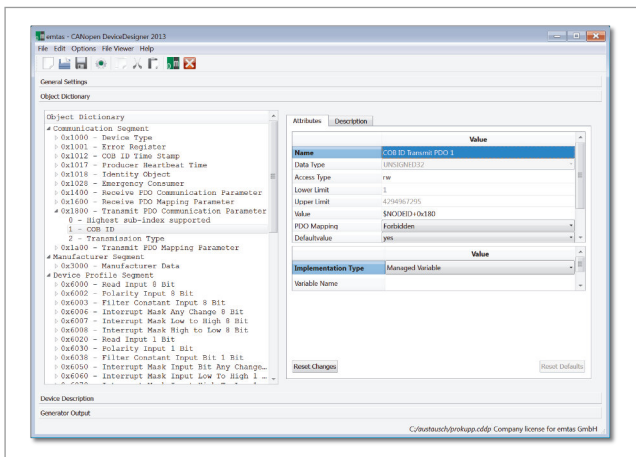 emtas - CANopen DeviceDesigner 2013
File Edit Options File Viewer Help
General Settings
Object Dictionary
Object Dictionary
Communication Segment
0x1000 - Device Type
0x1001 - Error Register
0x1012 - COB ID Time Stamp
0x1017 - Producer Heartbeat Time
0x1018 - Identity Object
0x1028 - Emergency Consumer
0x1400 - Receive PDO Communication Parameter
0x1600 - Receive PDO Mapping Parameter
0x1800 - Transmit PDO Communication Parameter
0 - Highest sub-index supported
1 - COB ID
2 - Transmission Type
0x1a00 - Transmit PDO Mapping Parameter
Manufacturer Segment
0x3000 - Manufacturer Data
Device Profile Segment
0x6000 - Read Input 8 Bit
0x6002 - Polarity Input 8 Bit
0x6003 - Filter Constant Input 8 Bit
0x6006 - Interrupt Mask Any Change 8 Bit
0x6007 - Interrupt Mask Low to High 8 Bit
0x6008 - Interrupt Mask High to Low 8 Bit
0x6020 - Read Input 1 Bit
0x6030 - Polarity Input 1 Bit
0x6038 - Filter Constant Input Bit 1 Bit
0x6050 - Interrupt Mask Input Bit Any Change...
0x6060 - Interrupt Mask Input Low To High 1 ...
Attributes Description
Value
Name COB ID Transmit PDO 1
Data Type UNSIGNED32
Access Type rw
Lower Limit 1
Upper Limit 4294967295
Value $NODEID+0x180
PDO Mapping Forbidden
Defaultvalue yes
Value
Implementation Type Managed Variable
Variable Name
Reset Changes Reset Defaults
Device Description
Generator Output
C:/austausch/prokupp.cddp Company license for emtas GmbH